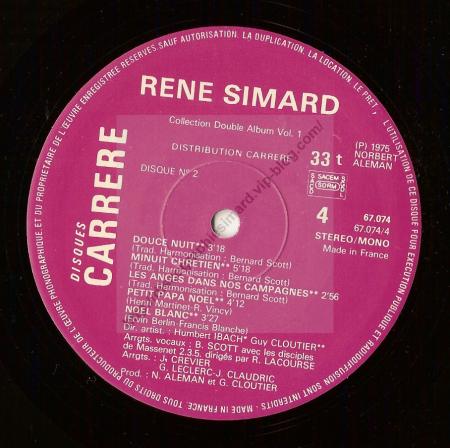 DROITS DU PRODUCTEUR DE L'ŒUVRE PHONOGRAPHIQUE ET DU PROPRIETAIRE DE L'ŒUVRE ENREGISTREE RESERVES. SAUF AUTORISATION. LA DUPLICATION, LA LOCATION, LE PRET, L'UTILISATION DE CE DISQUE POUR EXECUTION PUBLIQUE ET RADIODIFFUSION SONT INTERDITS - MADE IN FRANCE. TOUS
DISQUES
CARRERE
RENE SIMARD
Collection Double Album Vol. 1
DISTRIBUTION CARRERE
DISQUE Nº 2
33 t
(P) 1975
NORBERT
ALEMAN
SACEM
SDRM
4
67.074
67.074/4
STEREO/MONO
Made in France
DOUCE NUIT* 3'18
(Trad. Harmonisation : Bernard Scott)
MINUIT CHRETIEN** 5'18
(Trad. Harmonisation : Bernard Scott)
LES ANGES DANS NOS CAMPAGNES** 2'56
(Trad. Harmonisation : Bernard Scott)
PETIT PAPA NOEL** 4'12
(Henri Martinet-R. Vincy)
NOEL BLANC** 3'27
(Ervin Berlin-Francis Blanche)
Dir. artist. : Humbert IBACH* Guy CLOUTIER**
Arrgts. vocaux : B. SCOTT avec les disciples
de Massenet 2.3.5. dirigés par R. LACOURSE
Arrgts. : J. CREVIER
G. LECLERC-J. CLAUDRIC
Prod. : N. ALEMAN et G. CLOUTIER